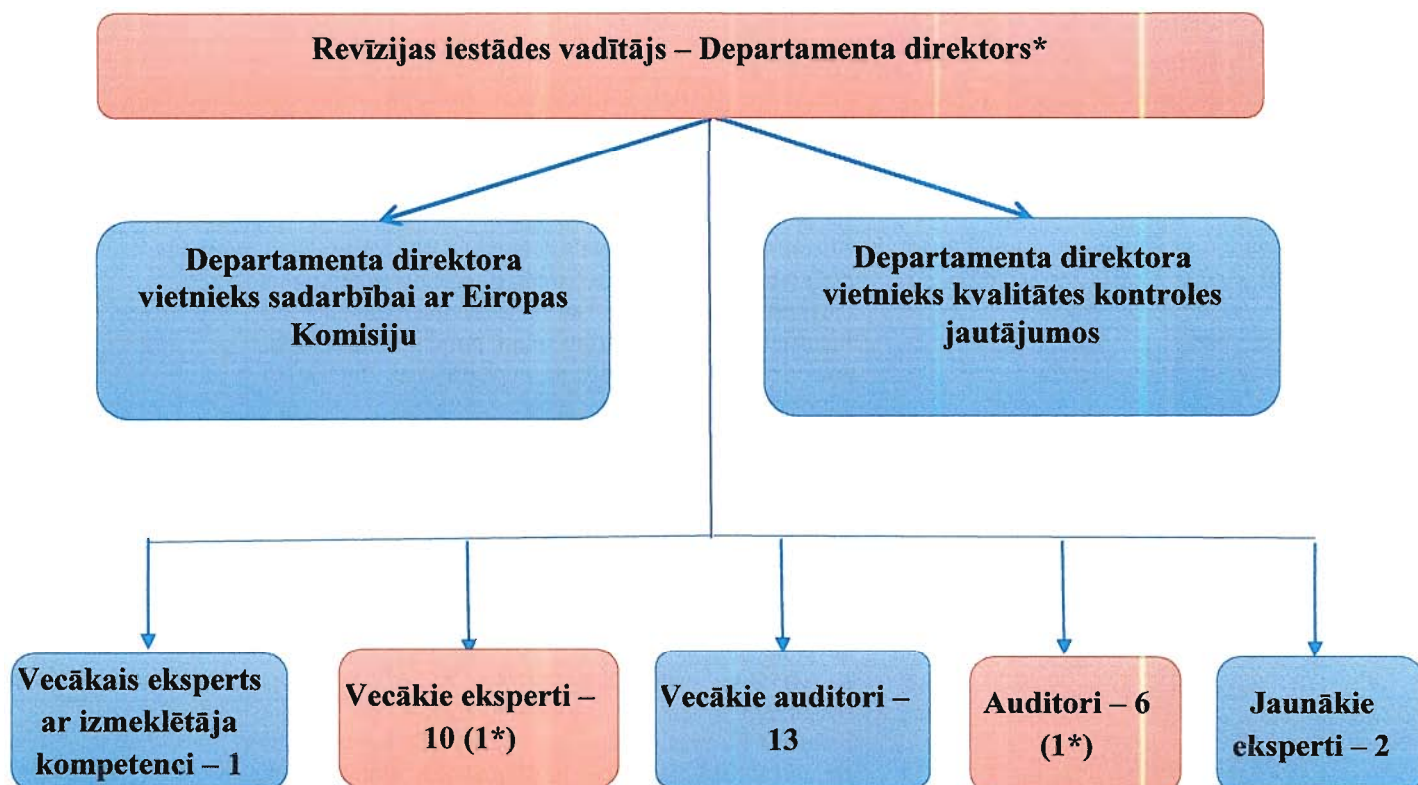 Revīzijas iestādes vadītājs – Departamenta direktors*
Departamenta direktora
vietnieks sadarbībai ar Eiropas
Komisiju
Departamenta direktora
vietnieks kvalitātes kontroles
jautājumos
Vecākais eksperts
ar izmeklētāja
kompetenci – 1
Vecākie eksperti –
10 (1*)
Vecākie auditori –
13
Auditori – 6
(1*)
Jaunākie
eksperti – 2